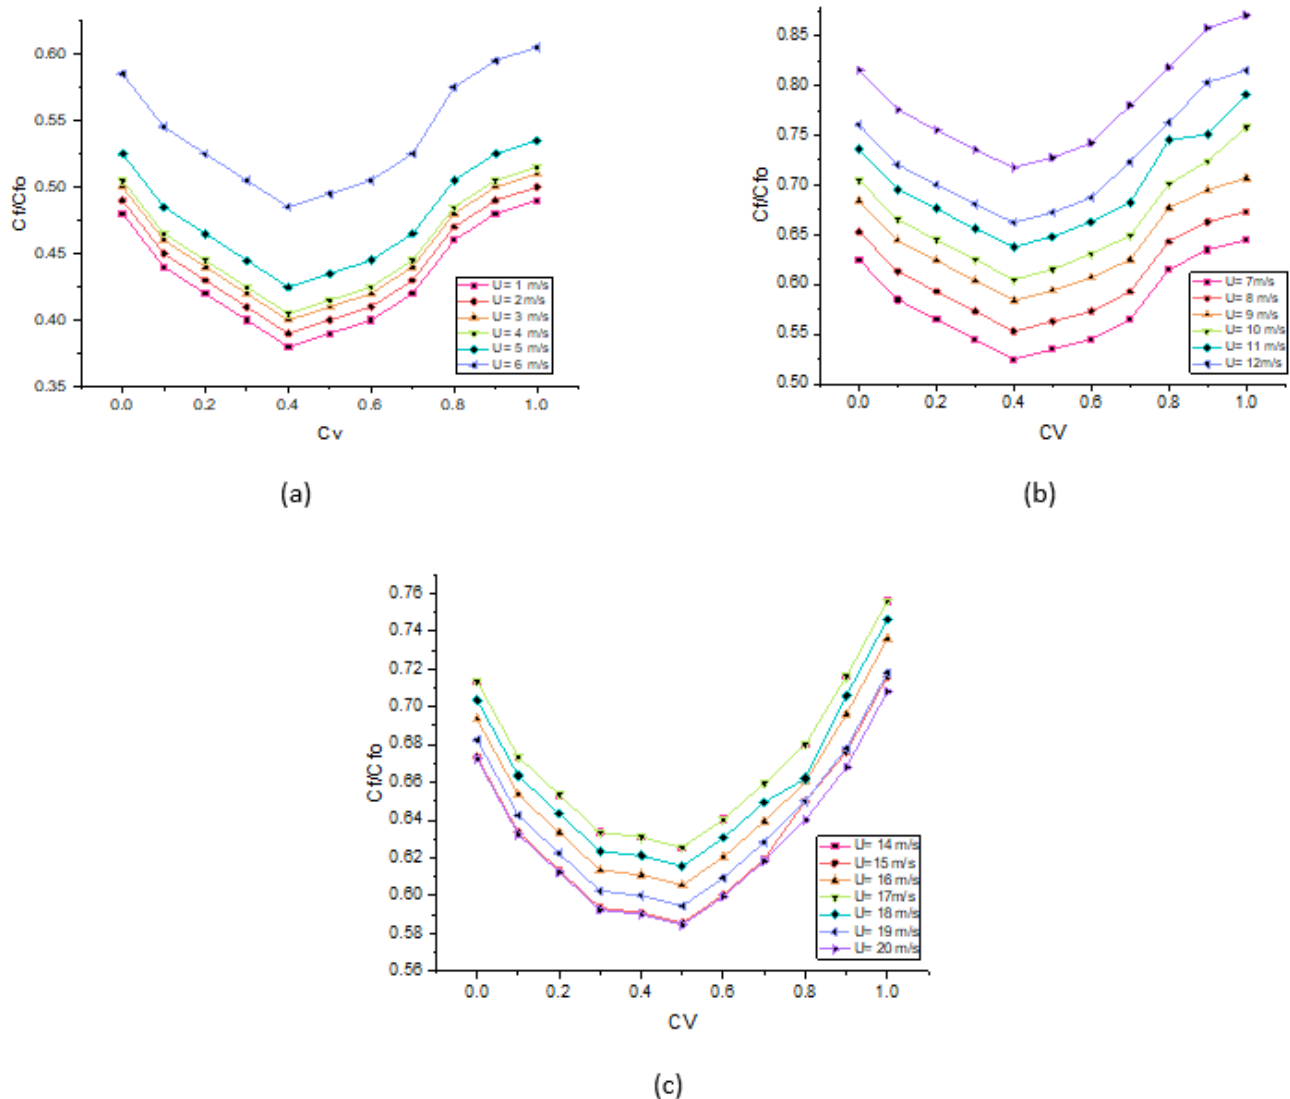 Cf/Cfo
0.60
0.55
0.50
0.45
0.40
0.35
U= 1 m/s
U= 2m/s
U= 3 m/s
U= 4 m/s
U= 5 m/s
U= 6 m/s
0.0 0.2 0.4 0.6 0.8 1.0
Cv
(a)
Cf/Cfo
0.85
0.80
0.75
0.70
0.65
0.60
0.55
0.50
U= 7m/s
U= 8 m/s
U= 9 m/s
U= 10 m/s
U= 11 m/s
U= 12m/s
0.0 0.2 0.4 0.6 0.8 1.0
CV
(b)
Cf/Cfo
0.76
0.74
0.72
0.70
0.68
0.66
0.64
0.62
0.60
0.58
0.56
U= 14 m/s
U=15 m/s
U= 16 m/s
U= 17m/s
U= 18 m/s
U= 19 m/s
U= 20 m/s
0.0 0.2 0.4 0.6 0.8 1.0
CV
(c)